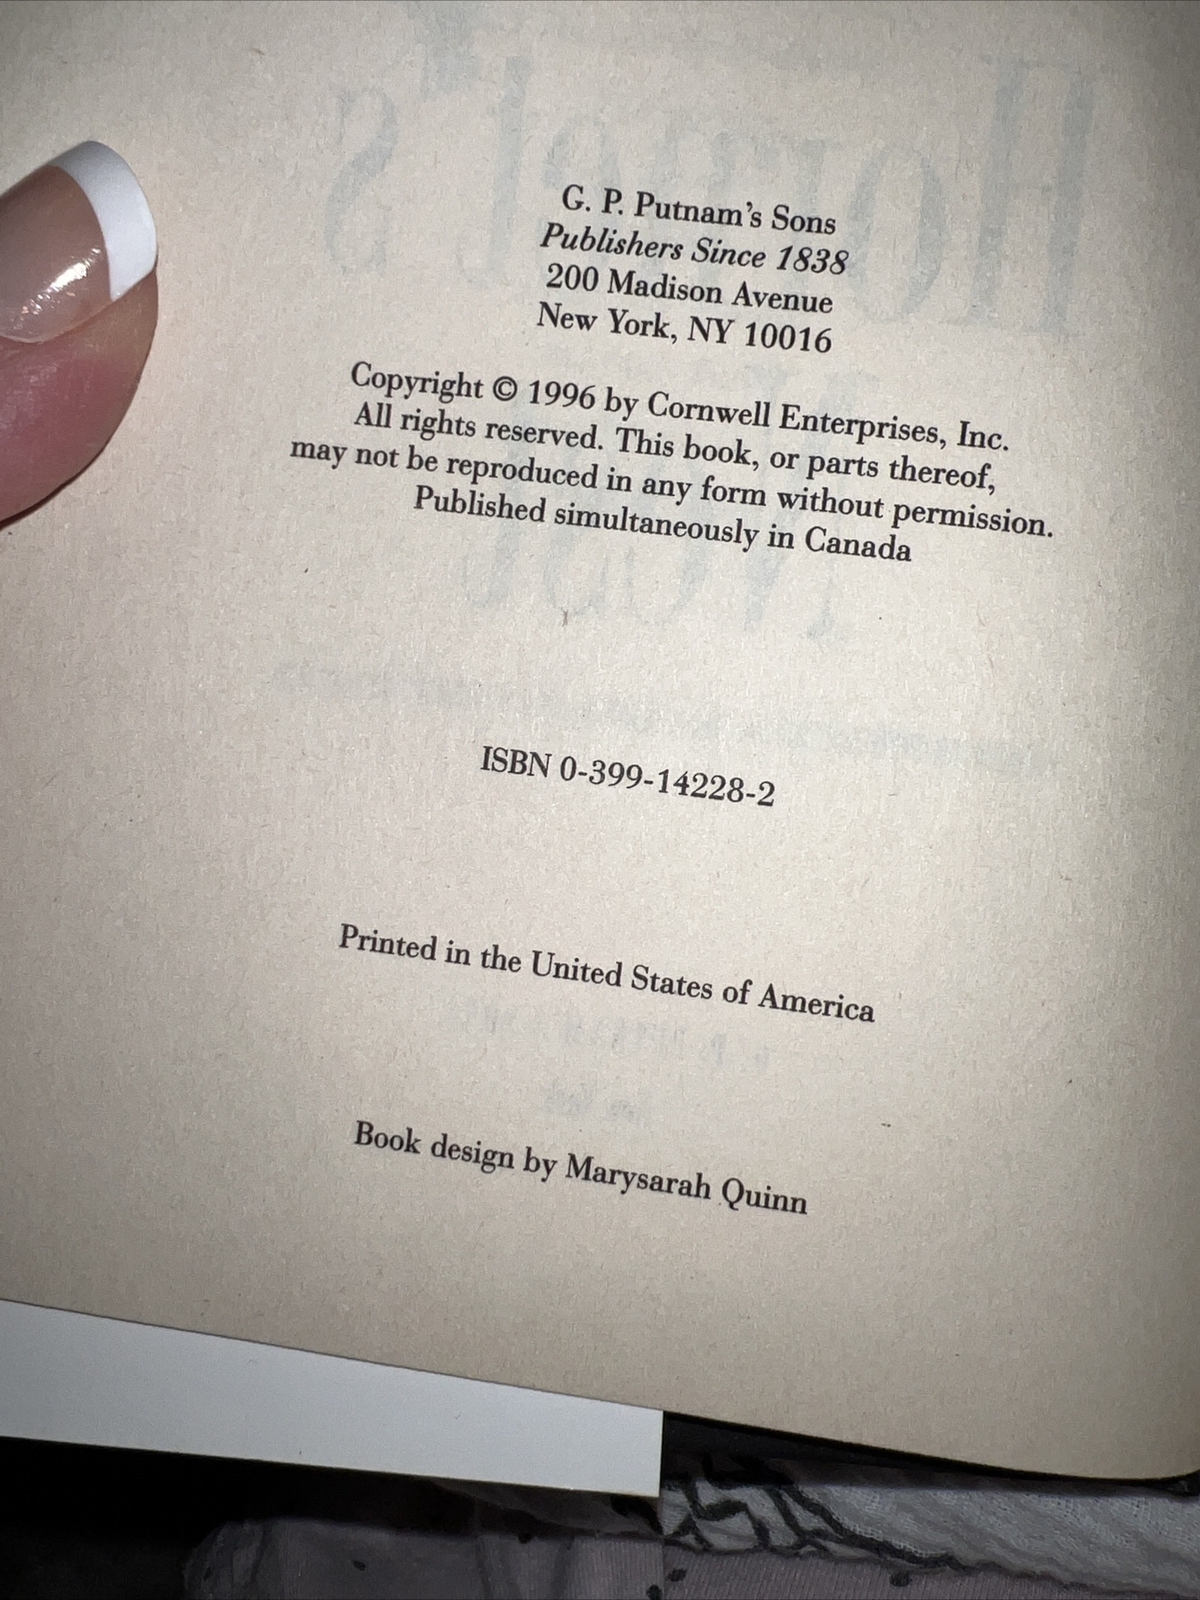 G. P. Putnam's Sons
Publishers Since 1838
200 Madison Avenue
New York, NY 10016
Copyright © 1996 by Cornwell Enterprises, Inc.
All rights reserved. This book, or parts thereof,
may not be reproduced in any form without permission.
Published simultaneously in Canada
ISBN 0-399-14228-2
Printed in the United States of America
Book design by Marysarah Quinn